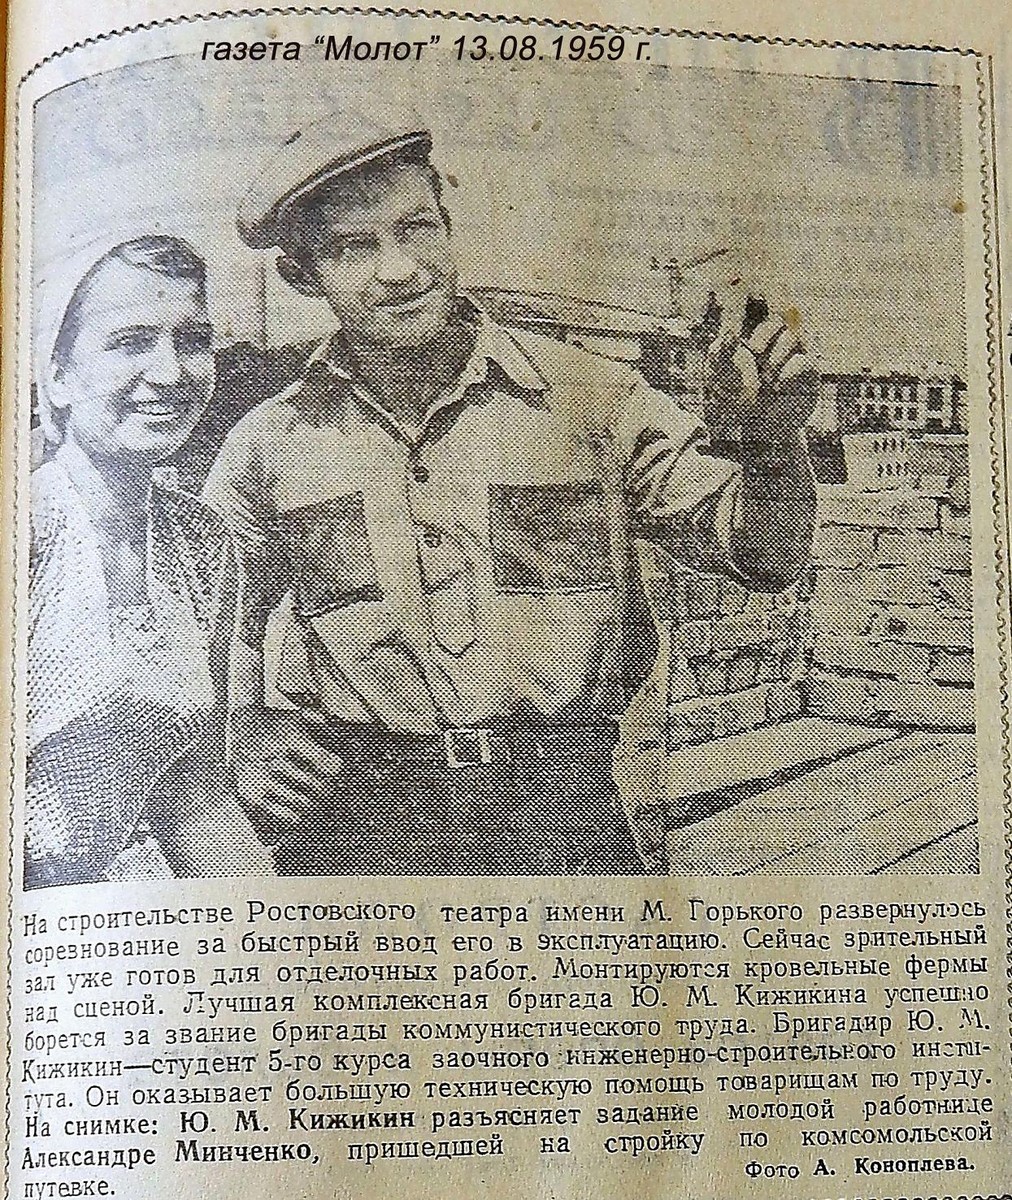 газета “Молот” 13.08.1959 г.
На строительстве Ростовского театра имени М. Горького развернулось
соревнование за быстрый ввод его в эксплуатацию. Сейчас зрительный
зал уже готов для отделочных работ. Монтируются кровельные фермы
над сценой. Лучшая комплексная бригада Ю. М. Кижикина успешно
борется за звание бригады коммунистического труда. Бригадир Ю. М.
Кижикин—студент 5-го курса заочного инженерно-строительного инсти-
тута. Он оказывает большую техническую помощь товарищам по труду.
На снимке: Ю. М. Кижикин разъясняет задание молодой работнице
Александре Минченко, пришедшей на стройку по комсомольской
путевке.
Фото А. Коноплева.